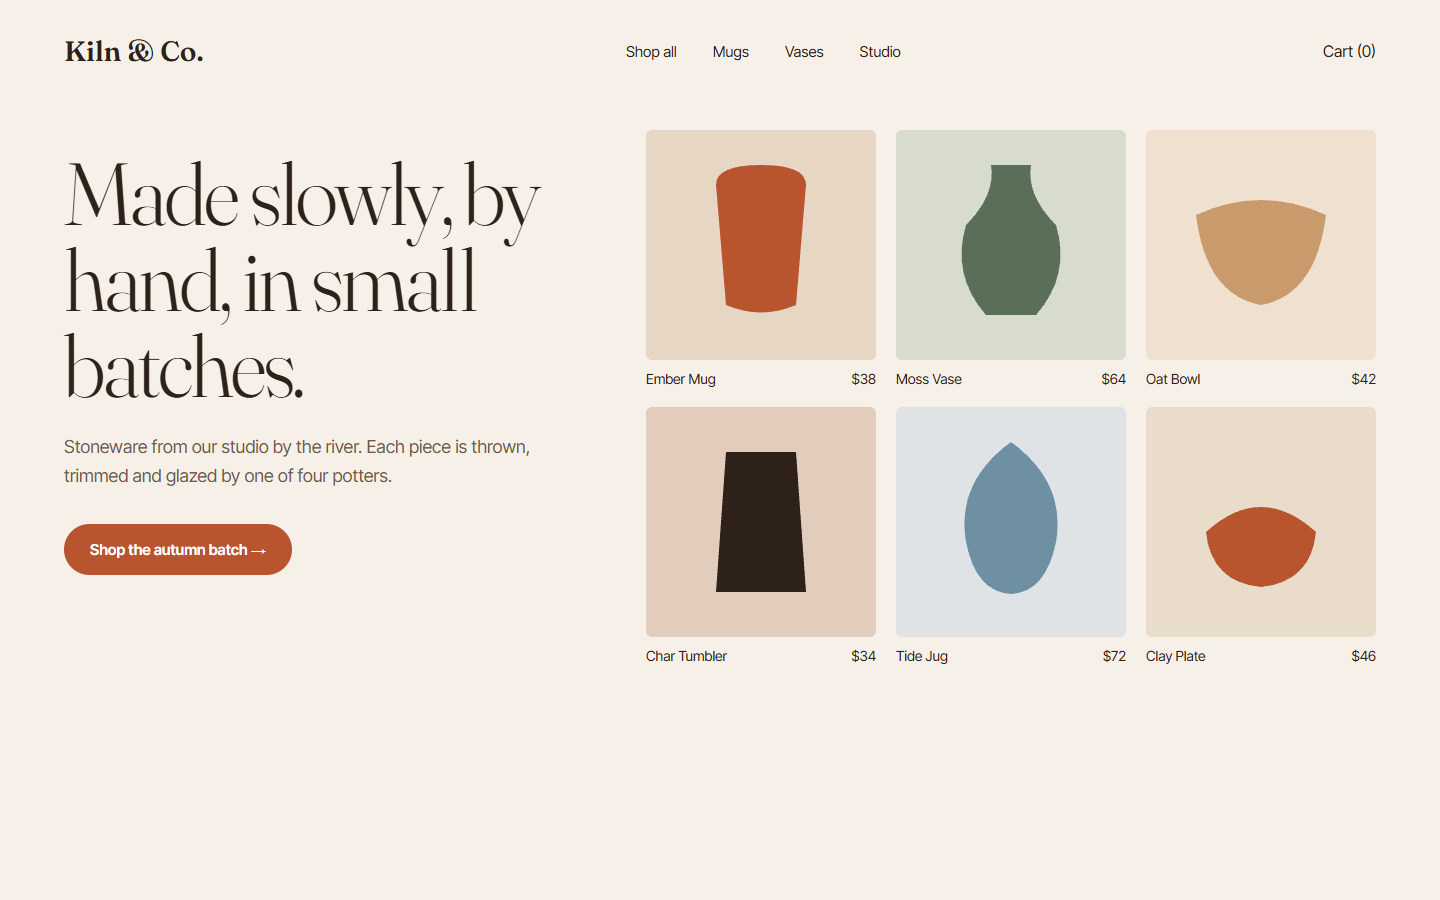 Kiln & Co.
Shop all
Mugs
Vases
Studio
Cart (0)
Made slowly, by
hand, in small
batches.
Stoneware from our studio by the river. Each piece is thrown,
trimmed and glazed by one of four potters.
Shop the autumn batch →
Ember Mug $38
Moss Vase $64
Oat Bowl $42
Char Tumbler $34
Tide Jug $72
Clay Plate $46